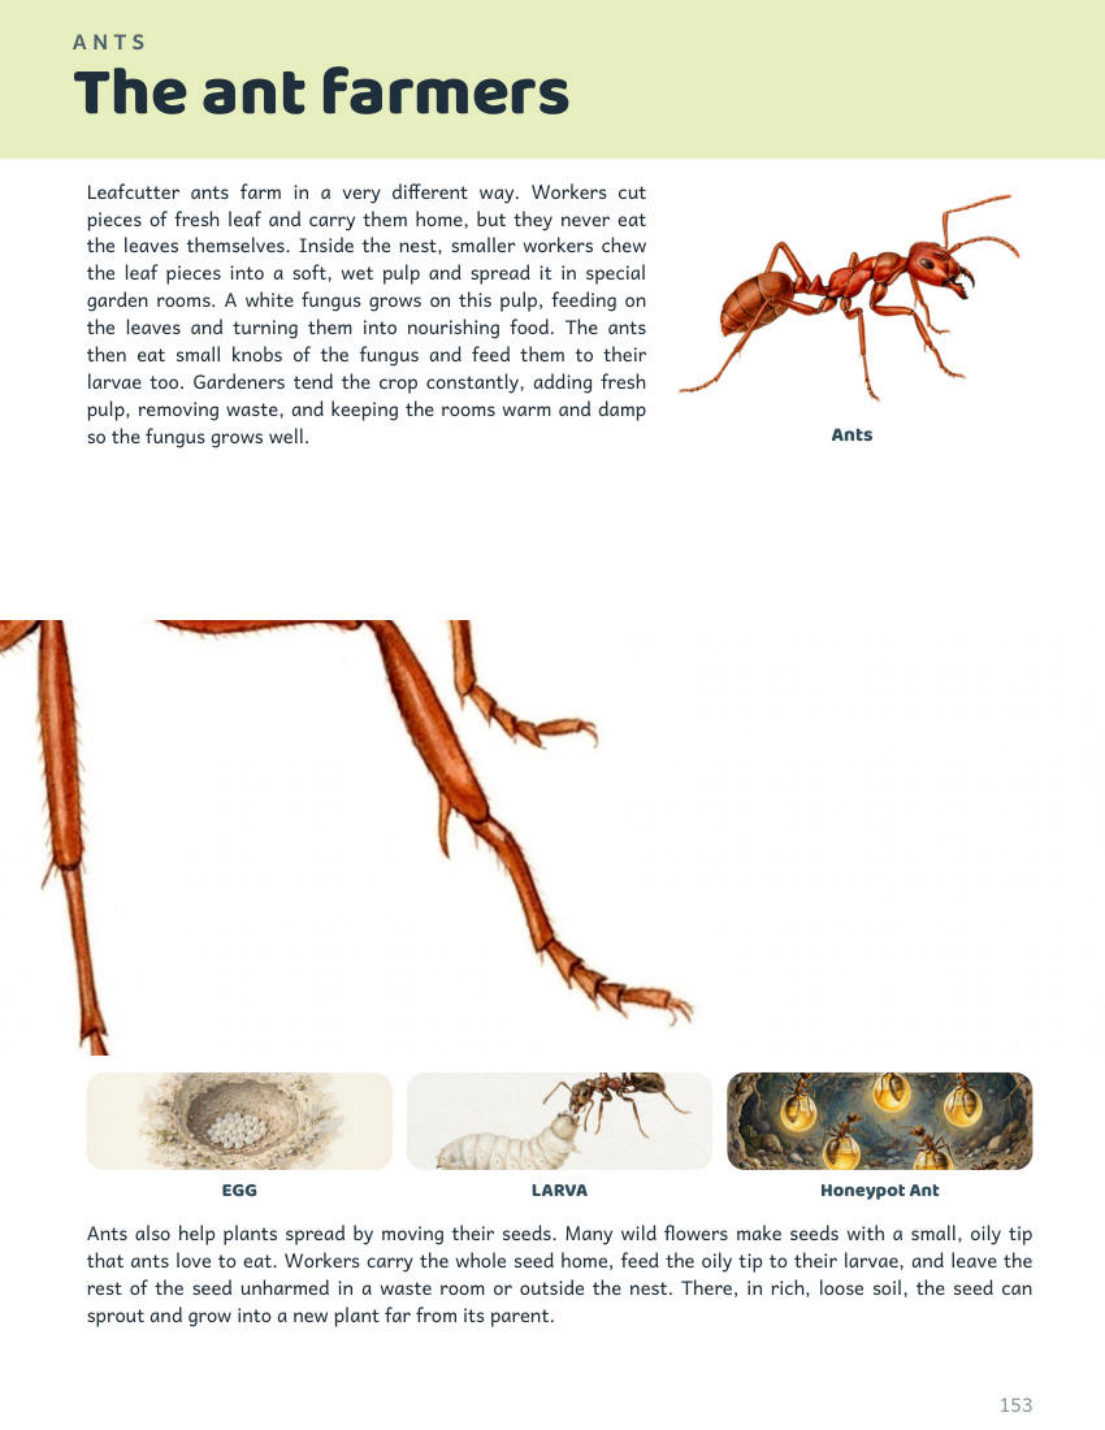 ANTS
The ant farmers
Leafcutter ants farm in a very different way. Workers cut
pieces of fresh leaf and carry them home, but they never eat
the leaves themselves. Inside the nest, smaller workers chew
the leaf pieces into a soft, wet pulp and spread it in special
garden rooms. A white fungus grows on this pulp, feeding on
the leaves and turning them into nourishing food. The ants
then eat small knobs of the fungus and feed them to their
larvae too. Gardeners tend the crop constantly, adding fresh
pulp, removing waste, and keeping the rooms warm and damp
so the fungus grows well.
Ants
EGG
LARVA
Honeypot Ant
Ants also help plants spread by moving their seeds. Many wild flowers make seeds with a small, oily tip
that ants love to eat. Workers carry the whole seed home, feed the oily tip to their larvae, and leave the
rest of the seed unharmed in a waste room or outside the nest. There, in rich, loose soil, the seed can
sprout and grow into a new plant far from its parent.
153